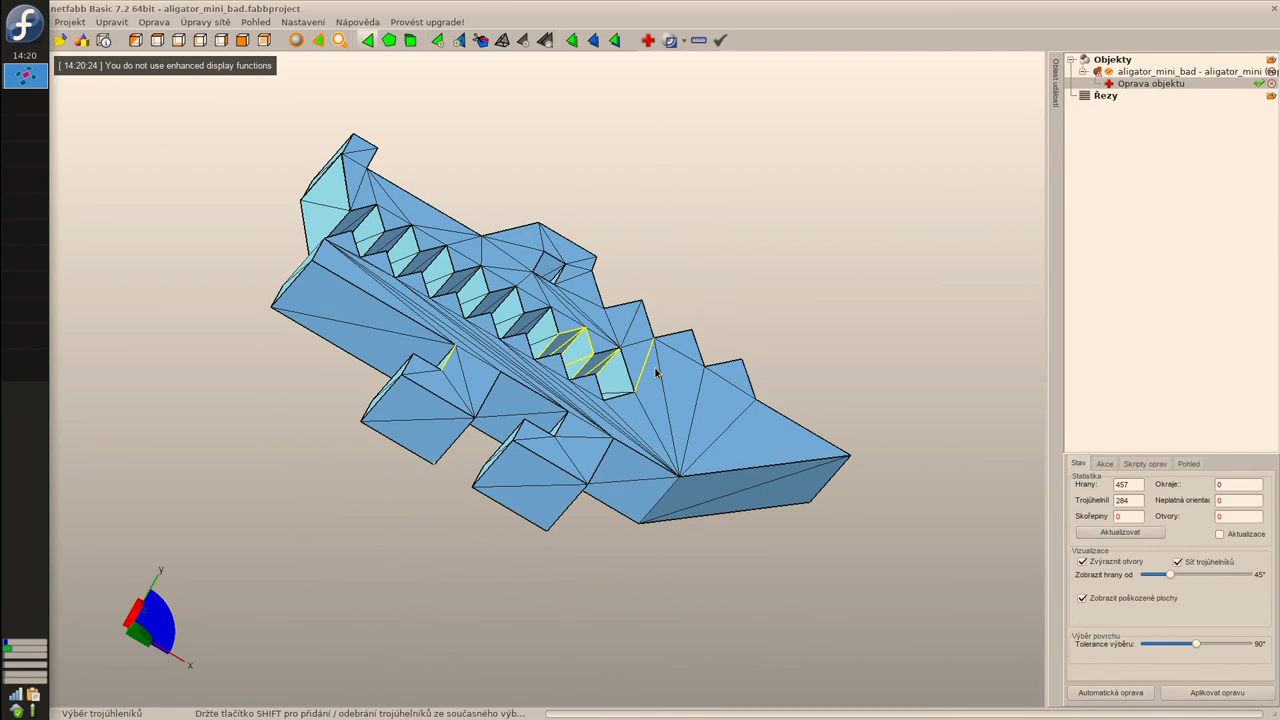 netfabb Basic 7.2 64bit - aligator_mini_bad.fabbproject
Projekt Upravit Oprava Úpravy sítě Pohled Nastavení Nápověda Provést upgrade!
14:20
[ 14:20:24 ] You do not use enhanced display functions
Oblast událostí
Objekty
aligator_mini_bad - aligator_mini
Oprava objektu
Řezy
Stav Akce Skripty oprav Pohled
Statistika
Hrany: 457 Okraje:: 0
Trojúhelníl 284 Neplatná orientac 0
Skořepiny 0 Otvory: 0
Aktualizovat Aktualizace
Vizualizace
Zvýraznit otvory Síť trojúhelníků
Zobrazit hrany od 45°
Zobrazit poškozené plochy
Výběr povrchu
Tolerance výběru: 90°
Automatická oprava Aplikovat opravu
y
x
Výběr trojúhleníků Držte tlačítko SHIFT pro přidání / odebrání trojúhelníků ze současného výb...